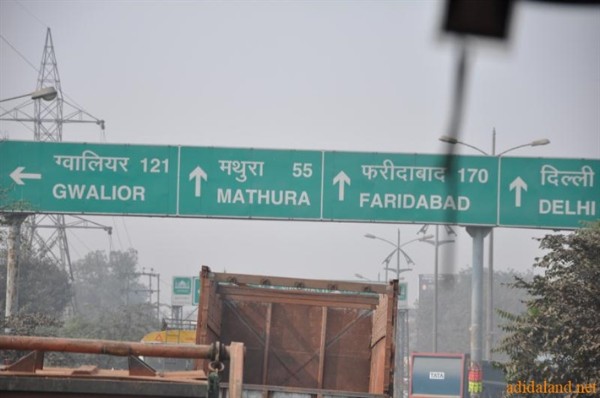 ग्वालियर 121
GWALIOR
मथुरा 55
MATHURA
फरीदाबाद 170
FARIDABAD
दिल्ली
DELHI
TATA
adidaland.net